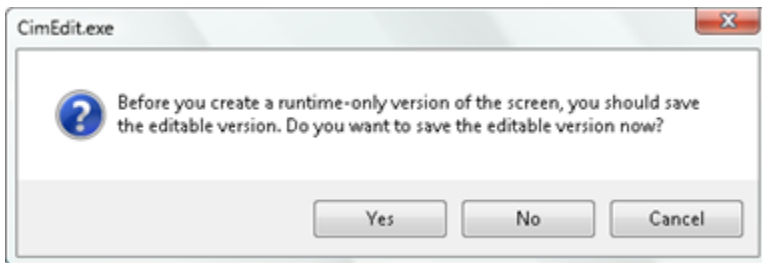 CimEdit.exe
Before you create a runtime-only version of the screen, you should save
the editable version. Do you want to save the editable version now?
Yes No Cancel